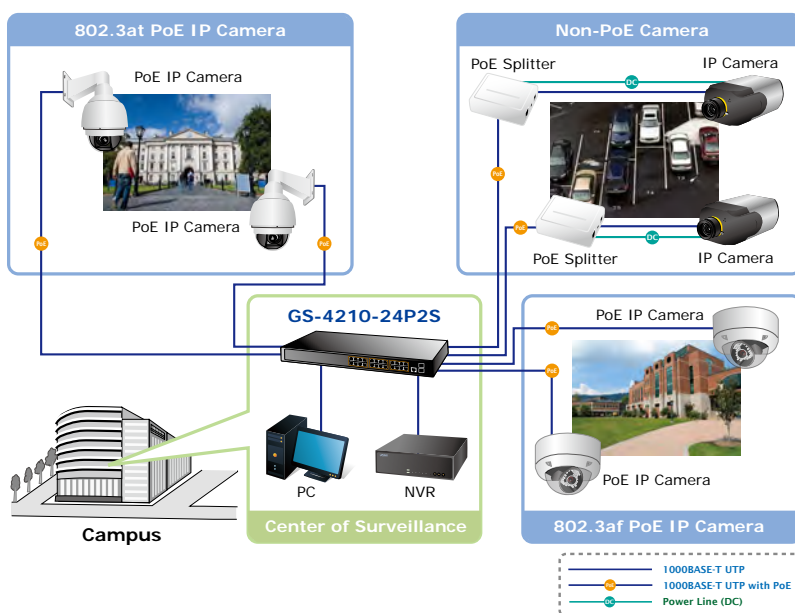 802.3at PoE IP Camera
PoE IP Camera
PoE IP Camera
PoE
PoE
Non-PoE Camera
PoE Splitter
IP Camera
DC
PoE
PoE
DC
PoE Splitter
IP Camera
GS-4210-24P2S
PC
NVR
Center of Surveillance
Campus
PoE IP Camera
PoE
PoE
PoE IP Camera
802.3af PoE IP Camera
1000BASE-T UTP
PoE
1000BASE-T UTP with PoE
DC
Power Line (DC)